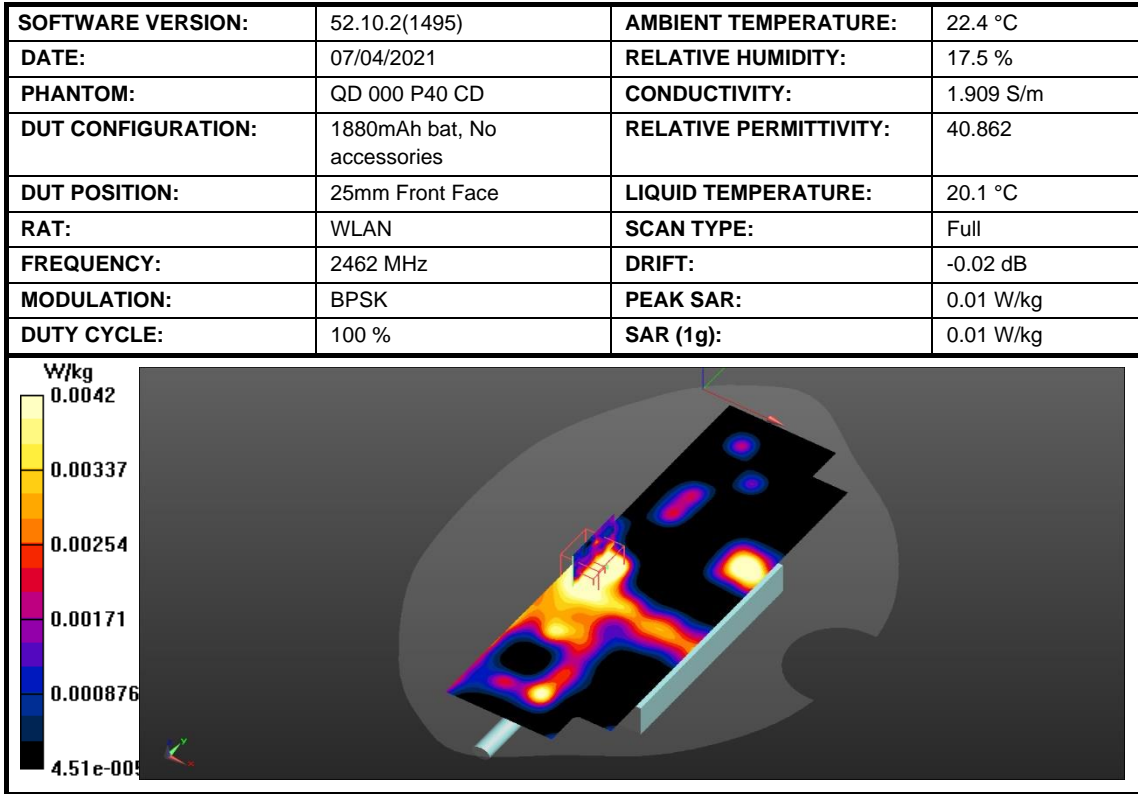 SOFTWARE VERSION: 52.10.2(1495) AMBIENT TEMPERATURE: 22.4 °C
DATE: 07/04/2021 RELATIVE HUMIDITY: 17.5 %
PHANTOM: QD 000 P40 CD CONDUCTIVITY: 1.909 S/m
DUT CONFIGURATION: 1880mAh bat, No RELATIVE PERMITTIVITY: 40.862
accessories
DUT POSITION: 25mm Front Face LIQUID TEMPERATURE: 20.1 °C
RAT: WLAN SCAN TYPE: Full
FREQUENCY: 2462 MHz DRIFT: -0.02 dB
MODULATION: BPSK PEAK SAR: 0.01 W/kg
DUTY CYCLE: 100 % SAR (1g): 0.01 W/kg
W/kg
0.0042
0.00337
0.00254
0.00171
0.000876
4.51e-005
y
x